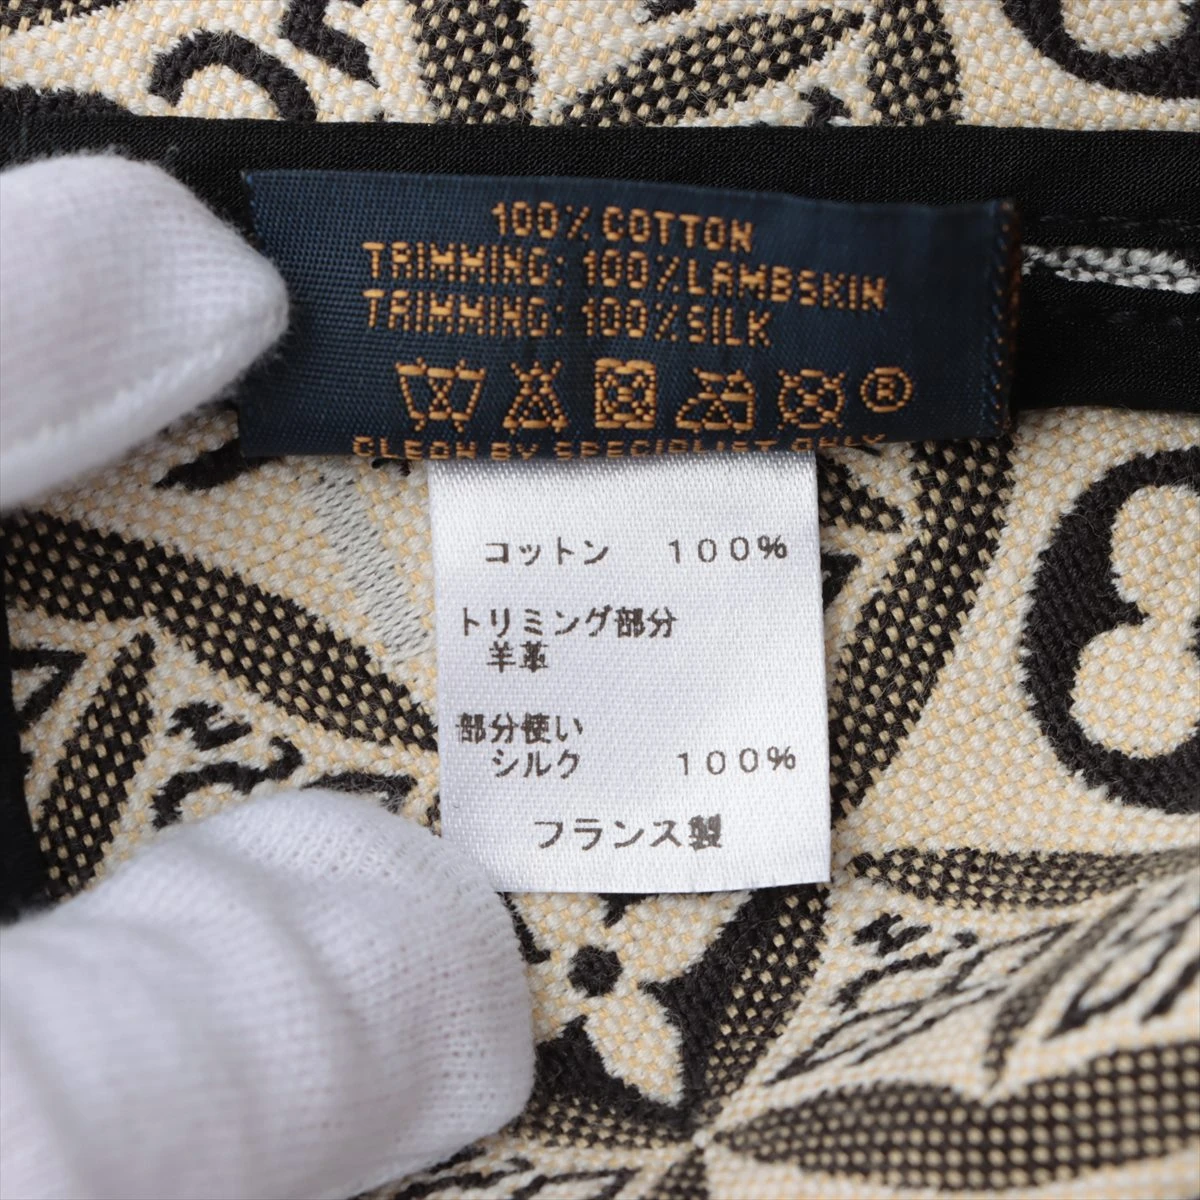 100% COTTON
TRIMMING: 100% LAMBSKIN
TRIMMING: 100% SILK
®
CLEAN BY SPECIALIST ONLY
コットン 100%
トリミング部分
羊革
部分使い
シルク 100%
フランス製